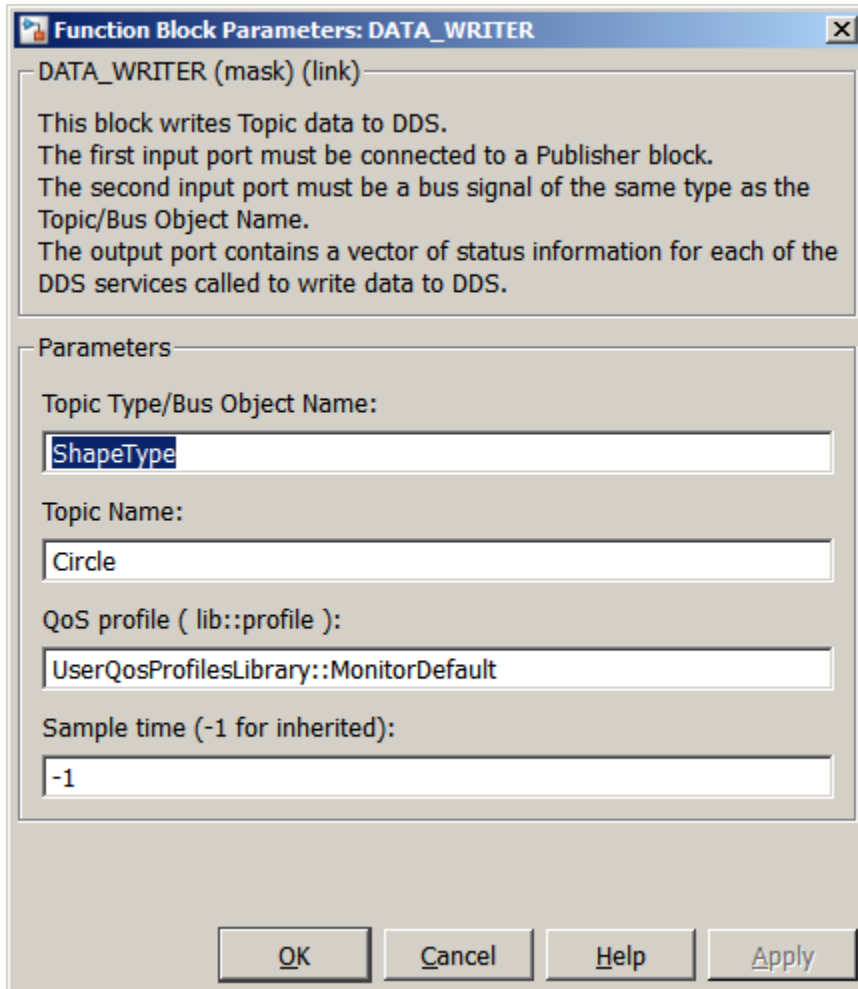 Function Block Parameters: DATA_WRITER
DATA_WRITER (mask) (link)
This block writes Topic data to DDS.
The first input port must be connected to a Publisher block.
The second input port must be a bus signal of the same type as the
Topic/Bus Object Name.
The output port contains a vector of status information for each of the
DDS services called to write data to DDS.
Parameters
Topic Type/Bus Object Name:
ShapeType
Topic Name:
Circle
QoS profile ( lib::profile ):
UserQosProfilesLibrary::MonitorDefault
Sample time (-1 for inherited):
-1
OK Cancel Help Apply